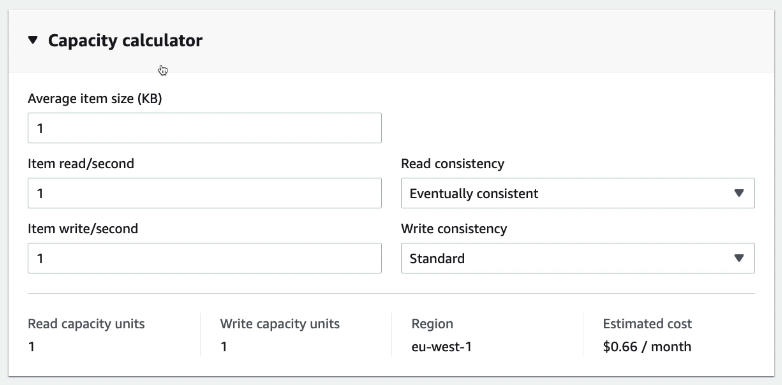 Capacity calculator
Average item size (KB)
1
Item read/second
Read consistency
1
Eventually consistent
Item write/second
Write consistency
1
Standard
Read capacity units
Write capacity units
Region
Estimated cost
1
1
eu-west-1
$0.66 / month